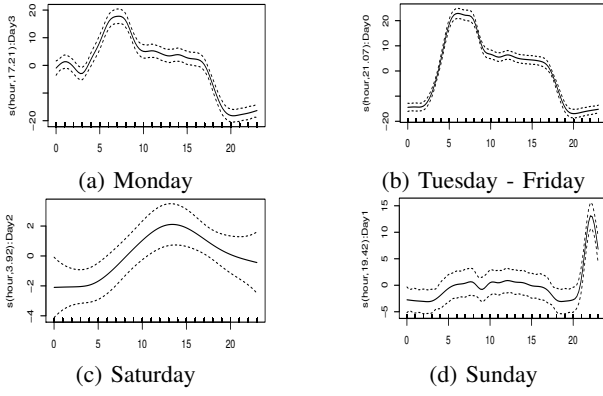 s(hour,17.21):Day3
20
10
0
−20
0 5 10 15 20
(a) Monday
s(hour,21.07):Day0
20
10
0
−20
0 5 10 15 20
(b) Tuesday - Friday
s(hour,3.92):Day2
2
0
−2
−4
0 5 10 15 20
(c) Saturday
s(hour,19.42):Day1
15
10
5
0
−5
0 5 10 15 20
(d) Sunday